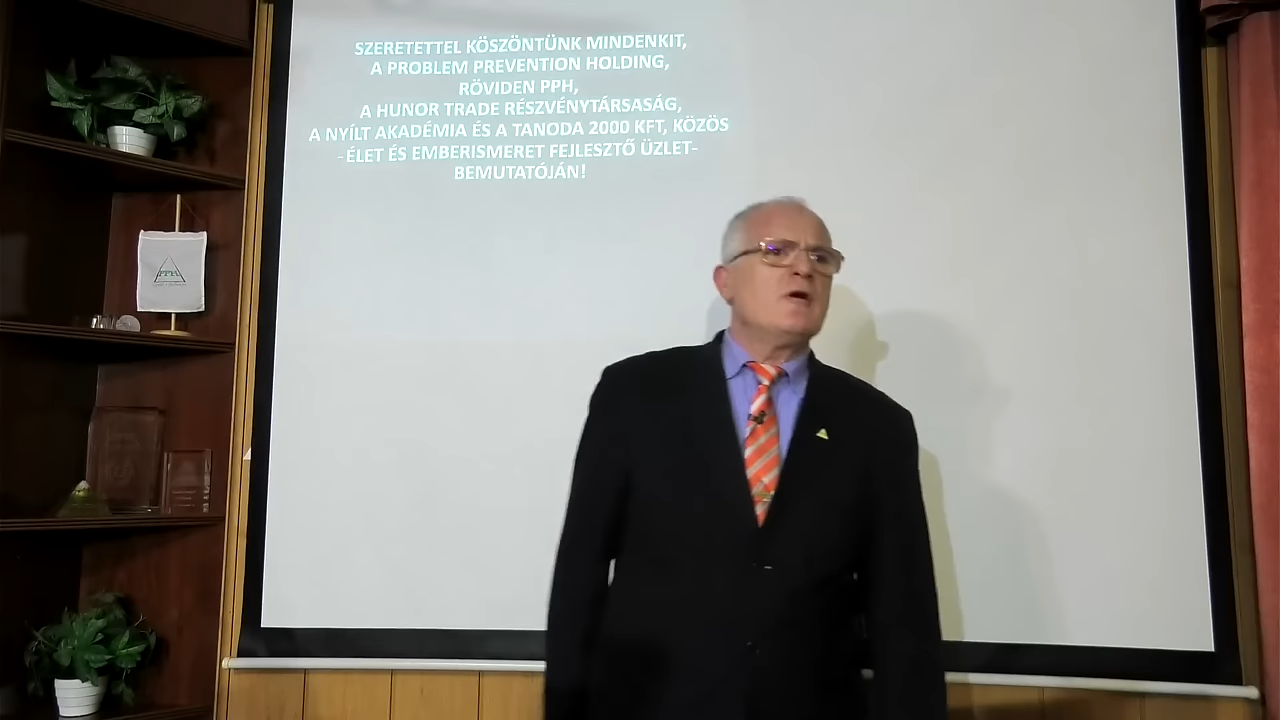 SZERETETTEL KÖSZÖNTÜNK MINDENKIT,
A PROBLEM PREVENTION HOLDING,
RÖVIDEN PPH,
A HUNOR TRADE RÉSZVÉNYTÁRSASÁG,
A NYÍLT AKADÉMIA ÉS A TANODA 2000 KFT, KÖZÖS
-ÉLET ÉS EMBERISMERET FEJLESZTŐ ÜZLET-
BEMUTATÓJÁN!
PPH